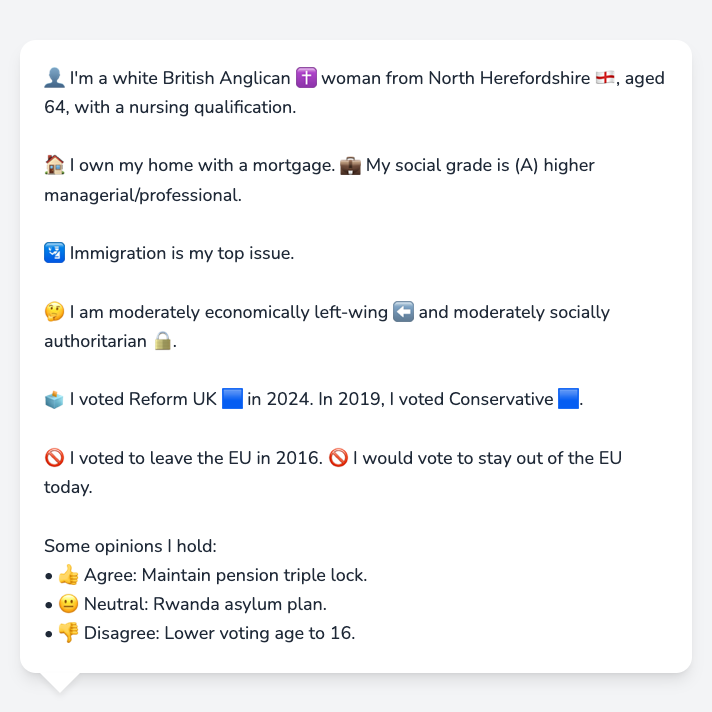 👤 I'm a white British Anglican ✝️ woman from North Herefordshire 🏴󠁧󠁢󠁥󠁮󠁧󠁿, aged
64, with a nursing qualification.
🏠 I own my home with a mortgage. 💼 My social grade is (A) higher
managerial/professional.
🛂 Immigration is my top issue.
🤔 I am moderately economically left-wing ⬅️ and moderately socially
authoritarian 🔒.
🗳️ I voted Reform UK 🟦 in 2024. In 2019, I voted Conservative 🟦.
🚫 I voted to leave the EU in 2016. 🚫 I would vote to stay out of the EU
today.
Some opinions I hold:
• 👍 Agree: Maintain pension triple lock.
• 😐 Neutral: Rwanda asylum plan.
• 👎 Disagree: Lower voting age to 16.